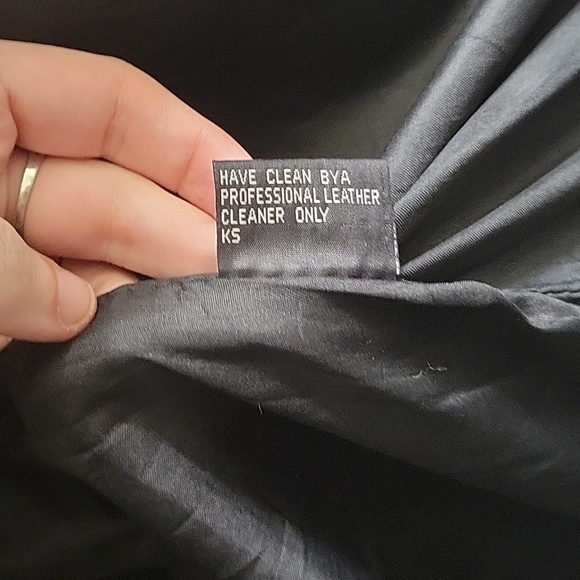 HAVE CLEAN BYA
PROFESSIONAL LEATHER
CLEANER ONLY
KS